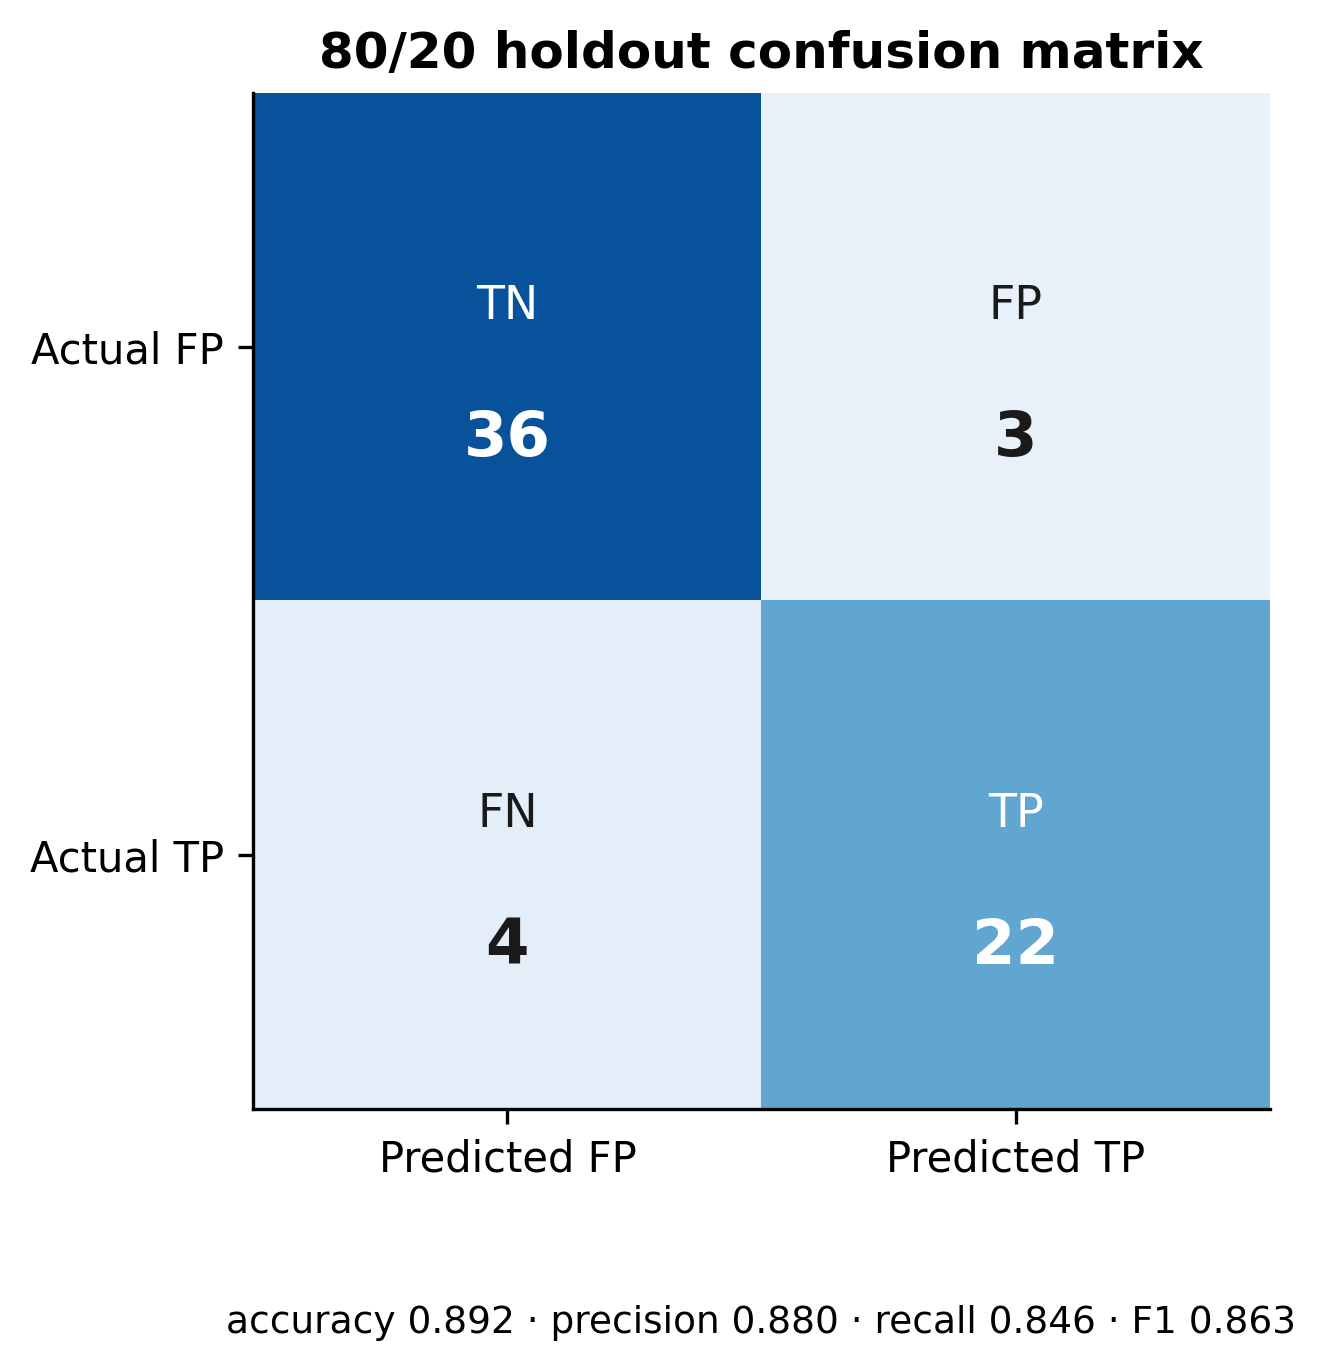 80/20 holdout confusion matrix
TN
FP
Actual FP
36
3
FN
TP
Actual TP
4
22
Predicted FP
Predicted TP
accuracy 0.892 · precision 0.880 · recall 0.846 · F1 0.863